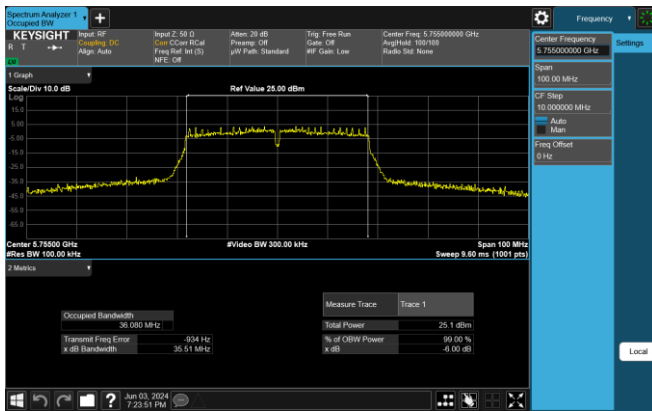 Spectrum Analyzer 1
Occupied BW
Frequency
KEYSIGHT
R T
Input: RF
Coupling: DC
Align: Auto
Input Z: 50 Ω
Corr CCorr RCal
Freq Ref: Int (S)
NFE: Off
Atten: 20 dB
Preamp: Off
µW Path: Standard
Trig: Free Run
Gate: Off
#IF Gain: Low
Center Freq: 5.755000000 GHz
Avg|Hold: 100/100
Radio Std: None
Center Frequency
5.755000000 GHz
Settings
Span
100.00 MHz
CF Step
10.000000 MHz
Auto
Man
Freq Offset
0 Hz
Local
1 Graph
Scale/Div 10.0 dB
Ref Value 25.00 dBm
Log
15.0
5.00
-5.00
-15.0
-25.0
-35.0
-45.0
-55.0
-65.0
Center 5.75500 GHz
#Video BW 300.00 kHz
Span 100 MHz
#Res BW 100.00 kHz
Sweep 9.60 ms (1001 pts)
2 Metrics
Measure Trace
Trace 1
Occupied Bandwidth
36.080 MHz
Total Power
25.1 dBm
Transmit Freq Error
-934 Hz
% of OBW Power
99.00 %
x dB Bandwidth
35.51 MHz
x dB
-6.00 dB
Jun 03, 2024
7:23:51 PM